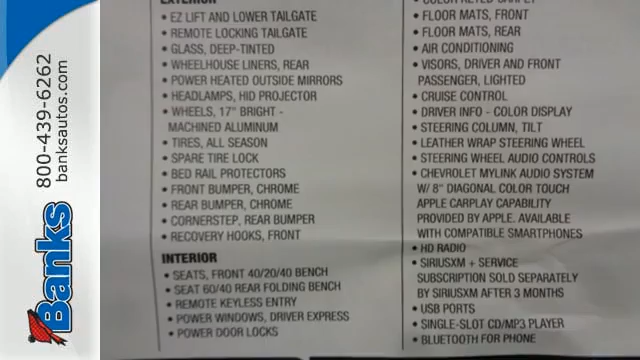 800-439-6262
banksautos.com
Banks
EXTERIOR
• EZ LIFT AND LOWER TAILGATE
• REMOTE LOCKING TAILGATE
• GLASS, DEEP-TINTED
• WHEELHOUSE LINERS, REAR
• POWER HEATED OUTSIDE MIRRORS
• HEADLAMPS, HID PROJECTOR
• WHEELS, 17" BRIGHT -
MACHINED ALUMINUM
• TIRES, ALL SEASON
• SPARE TIRE LOCK
• BED RAIL PROTECTORS
• FRONT BUMPER, CHROME
• REAR BUMPER, CHROME
• CORNERSTEP, REAR BUMPER
• RECOVERY HOOKS, FRONT
INTERIOR
• SEATS, FRONT 40/20/40 BENCH
• SEAT 60/40 REAR FOLDING BENCH
• REMOTE KEYLESS ENTRY
• POWER WINDOWS, DRIVER EXPRESS
• POWER DOOR LOCKS
• COLOR KEYED CARPET
• FLOOR MATS, FRONT
• FLOOR MATS, REAR
• AIR CONDITIONING
• VISORS, DRIVER AND FRONT
PASSENGER, LIGHTED
• CRUISE CONTROL
• DRIVER INFO - COLOR DISPLAY
• STEERING COLUMN, TILT
• LEATHER WRAP STEERING WHEEL
• STEERING WHEEL AUDIO CONTROLS
• CHEVROLET MYLINK AUDIO SYSTEM
W/ 8" DIAGONAL COLOR TOUCH
APPLE CARPLAY CAPABILITY
PROVIDED BY APPLE. AVAILABLE
WITH COMPATIBLE SMARTPHONES
• HD RADIO
• SIRIUSXM + SERVICE
SUBSCRIPTION SOLD SEPARATELY
BY SIRIUSXM AFTER 3 MONTHS
• USB PORTS
• SINGLE-SLOT CD/MP3 PLAYER
• BLUETOOTH FOR PHONE